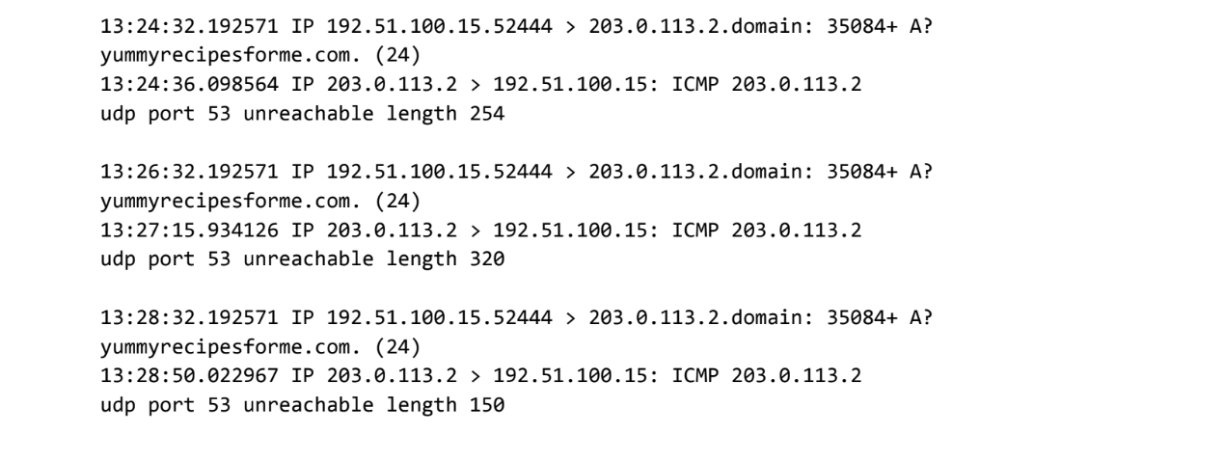 13:24:32.192571 IP 192.51.100.15.52444 > 203.0.113.2.domain: 35084+ A?
yummyrecipesforme.com. (24)
13:24:36.098564 IP 203.0.113.2 > 192.51.100.15: ICMP 203.0.113.2
udp port 53 unreachable length 254
13:26:32.192571 IP 192.51.100.15.52444 > 203.0.113.2.domain: 35084+ A?
yummyrecipesforme.com. (24)
13:27:15.934126 IP 203.0.113.2 > 192.51.100.15: ICMP 203.0.113.2
udp port 53 unreachable length 320
13:28:32.192571 IP 192.51.100.15.52444 > 203.0.113.2.domain: 35084+ A?
yummyrecipesforme.com. (24)
13:28:50.022967 IP 203.0.113.2 > 192.51.100.15: ICMP 203.0.113.2
udp port 53 unreachable length 150